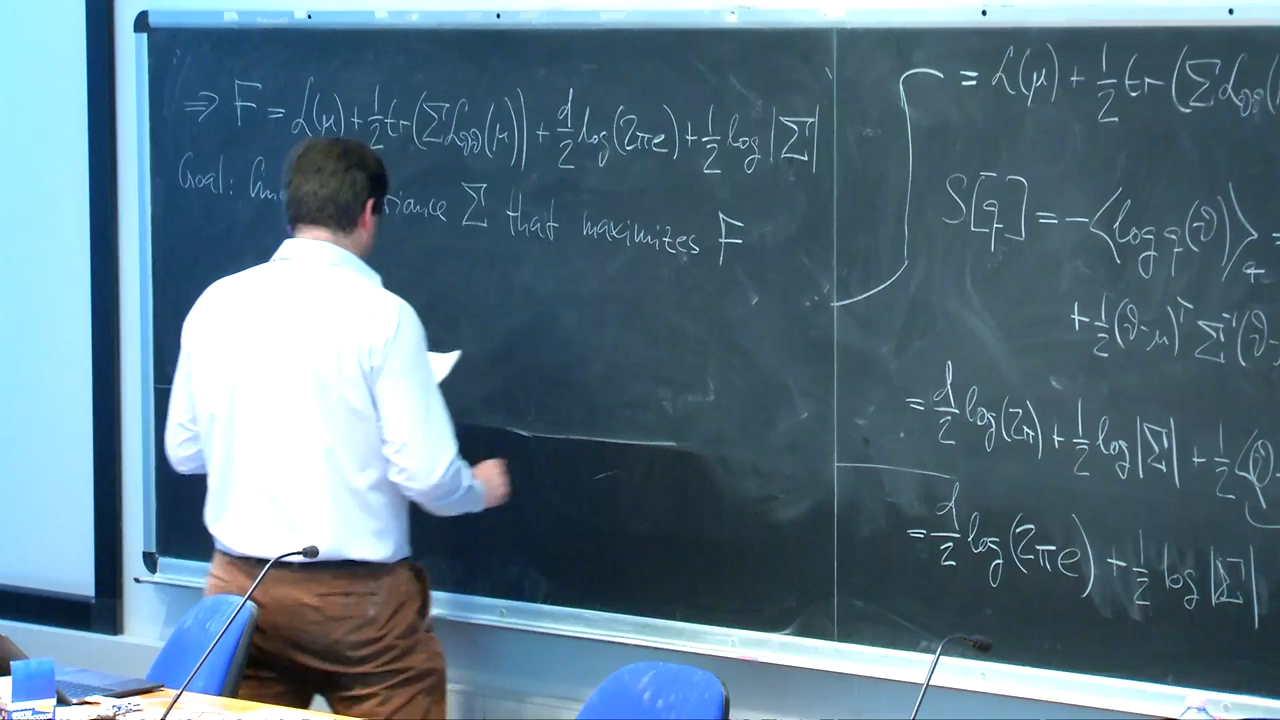 ⇒ F = ℒ(μ) + 1/2 tr(Σ ℒ_ϑϑ(μ)) + d/2 log(2πe) + 1/2 log |Σ|
Goal: Σ that maximizes F
= ℒ(μ) + 1/2 tr(Σ ℒ_ϑϑ(
S[q] = -⟨log q(ϑ)⟩_q =
+ 1/2 (ϑ-μ)^T Σ^-1 (ϑ-
= d/2 log(2π) + 1/2 log |Σ| + 1/2 ⟨(ϑ-
= d/2 log(2πe) + 1/2 log |Σ|